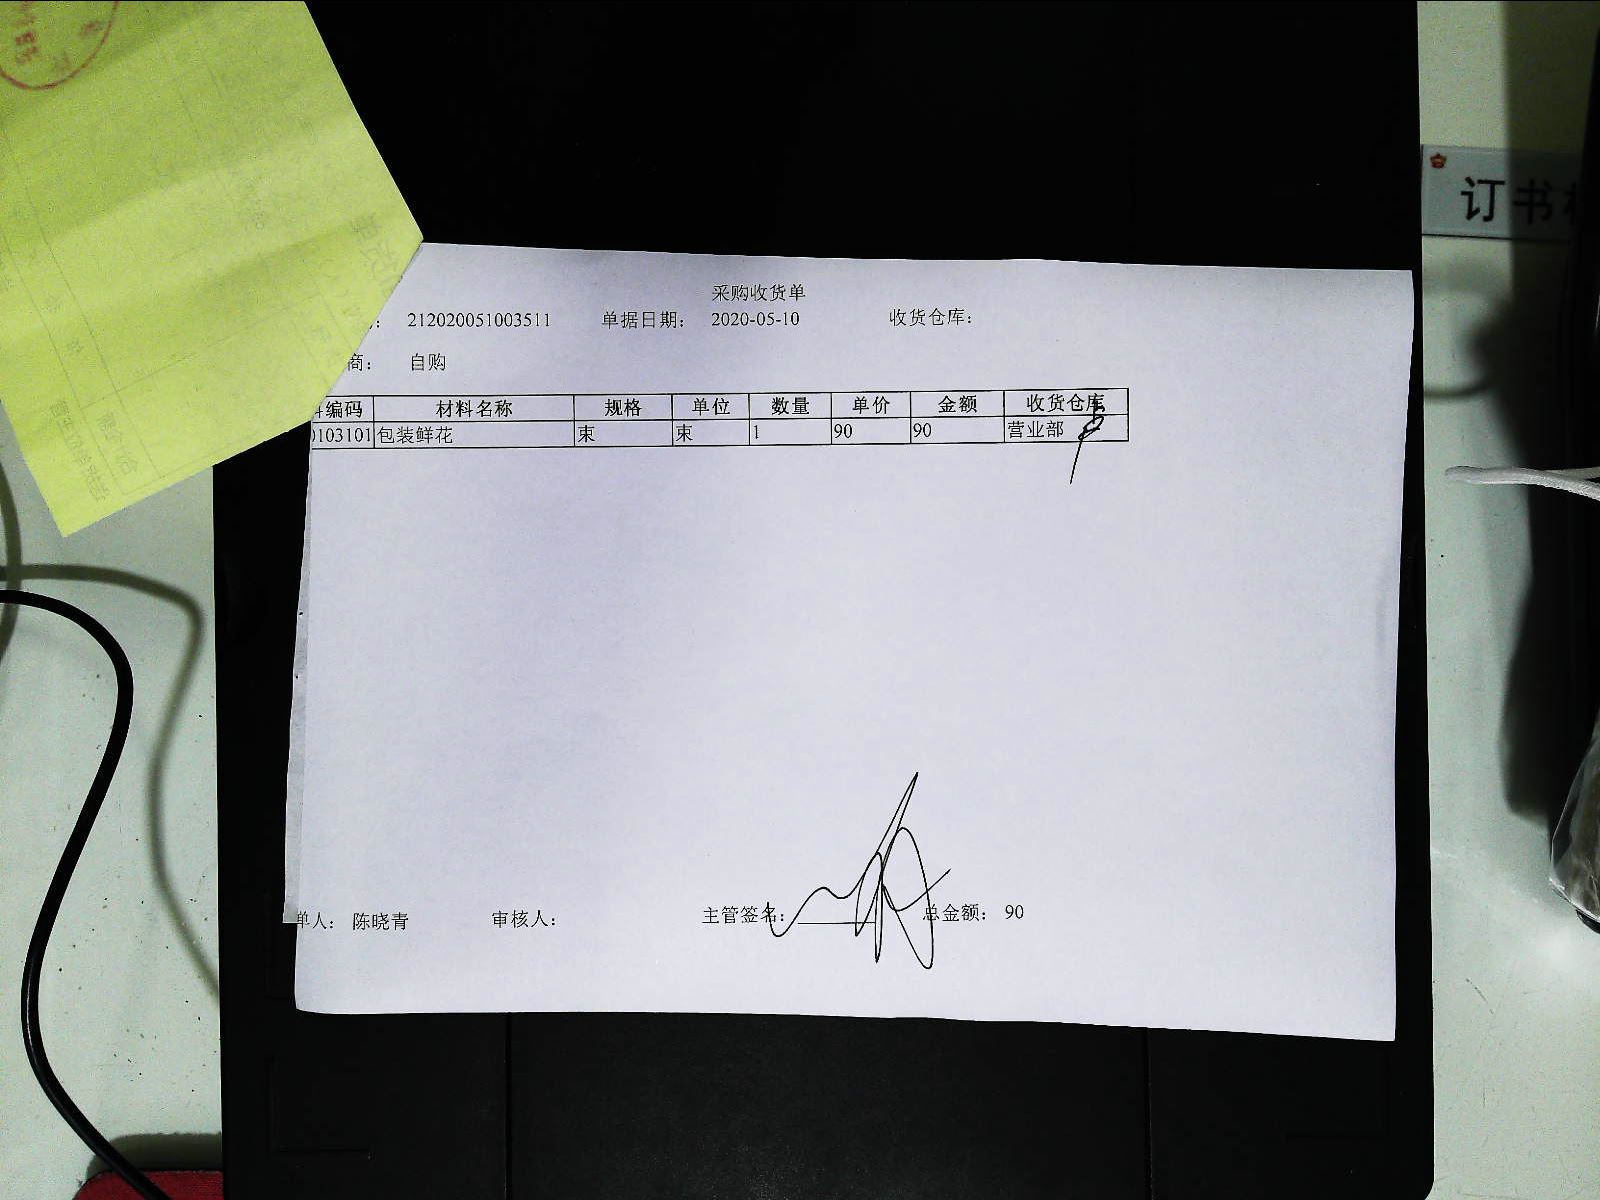 采购收货单
: 212020051003511 单据日期: 2020-05-10 收货仓库:
商: 自购
编码 材料名称 规格 单位 数量 单价 金额 收货仓库
0103101 包装鲜花 束 束 1 90 90 营业部
单人: 陈晓青 审核人: 主管签名: 总金额: 90
订书